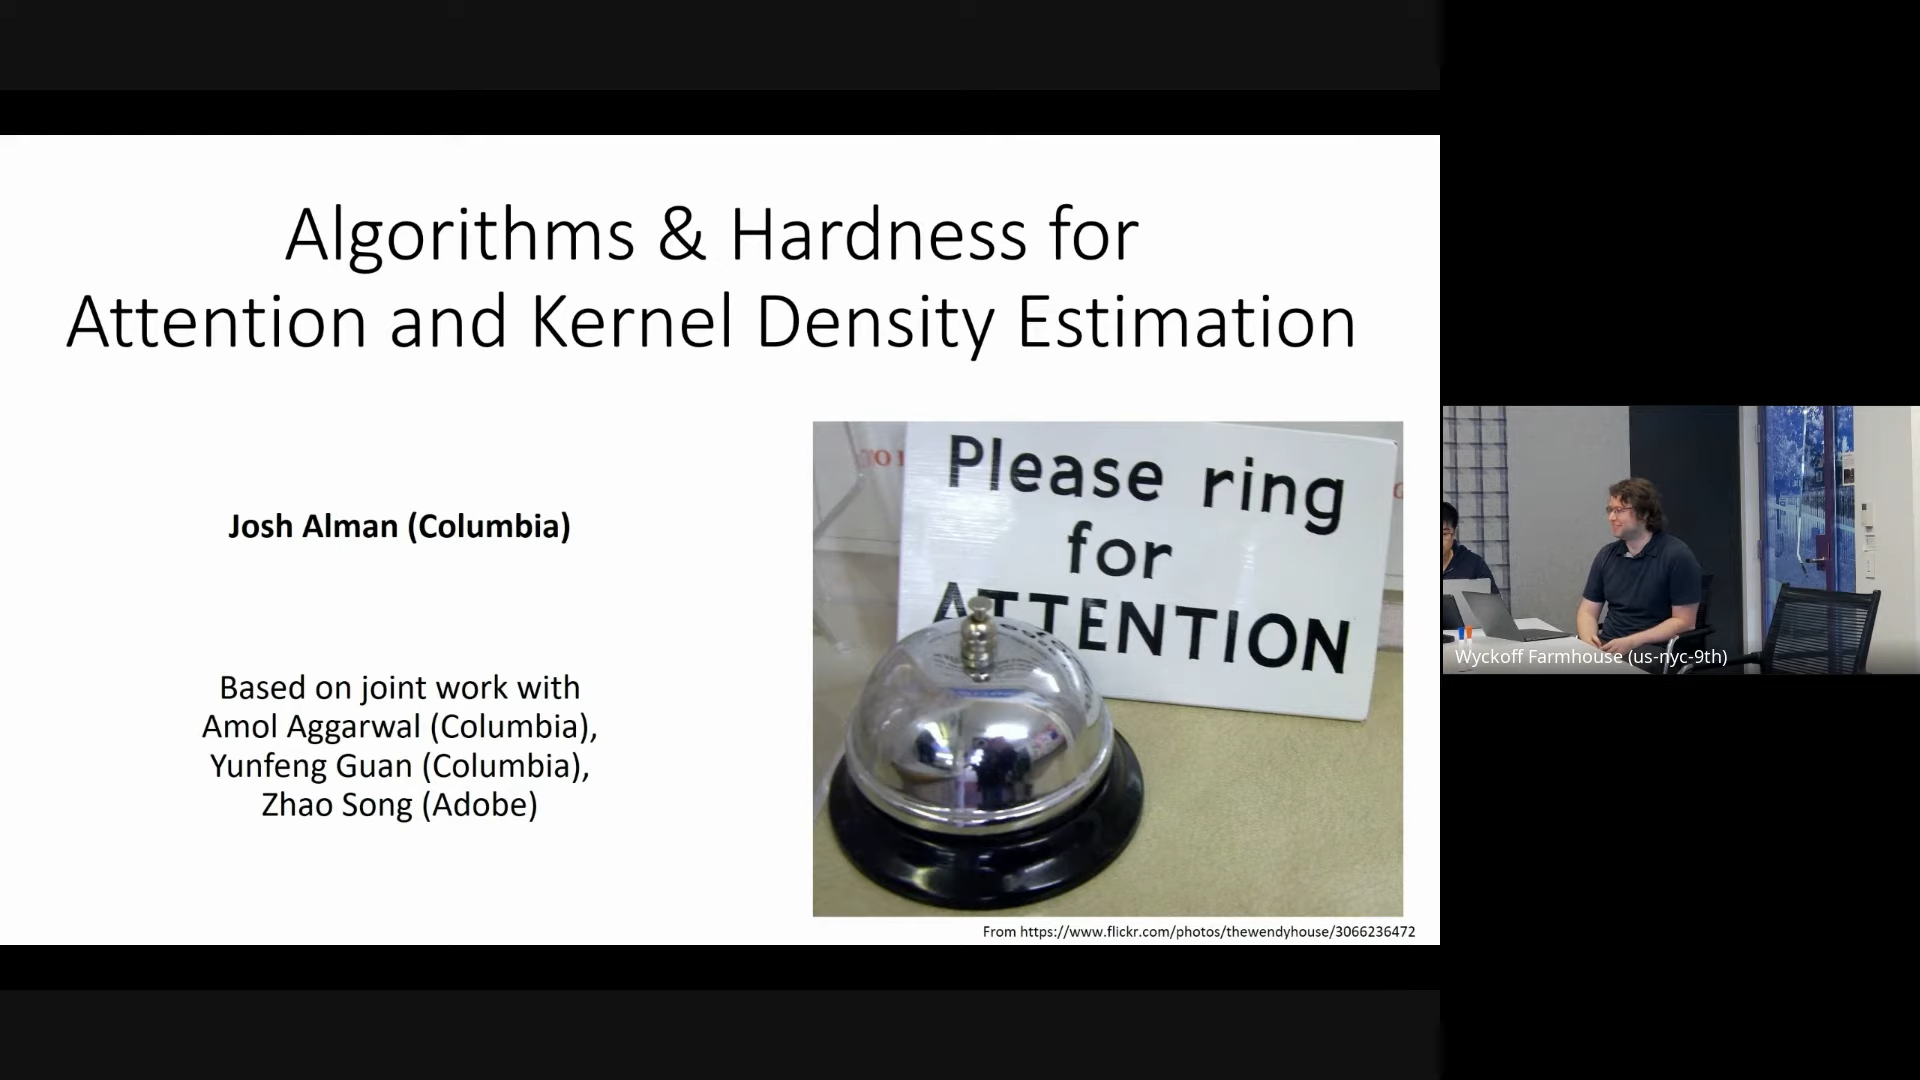 Algorithms & Hardness for
Attention and Kernel Density Estimation
Josh Alman (Columbia)
Based on joint work with
Amol Aggarwal (Columbia),
Yunfeng Guan (Columbia),
Zhao Song (Adobe)
Please ring
for
ATTENTION
From https://www.flickr.com/photos/thewendyhouse/3066236472
Wyckoff Farmhouse (us-nyc-9th)